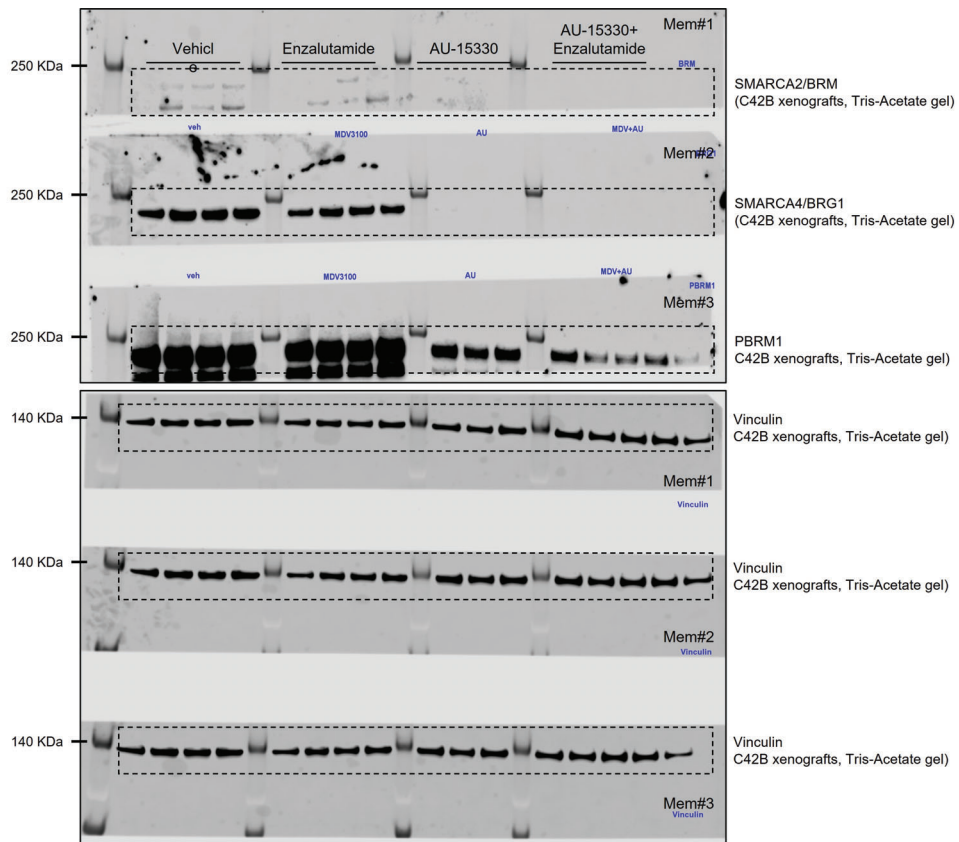 Mem#1
AU-15330+
Vehicl
Enzalutamide
AU-15330
Enzalutamide
250 KDa
BRM
SMARCA2/BRM
(C42B xenografts, Tris-Acetate gel)
veh
MDV3100
AU
MDV+AU
Mem#2
250 KDa
SMARCA4/BRG1
(C42B xenografts, Tris-Acetate gel)
veh
MDV3100
AU
MDV+AU
PBRM1
Mem#3
250 KDa
PBRM1
C42B xenografts, Tris-Acetate gel)
140 KDa
Vinculin
C42B xenografts, Tris-Acetate gel)
Mem#1
Vinculin
140 KDa
Vinculin
C42B xenografts, Tris-Acetate gel)
Mem#2
Vinculin
140 KDa
Vinculin
C42B xenografts, Tris-Acetate gel)
Mem#3
Vinculin